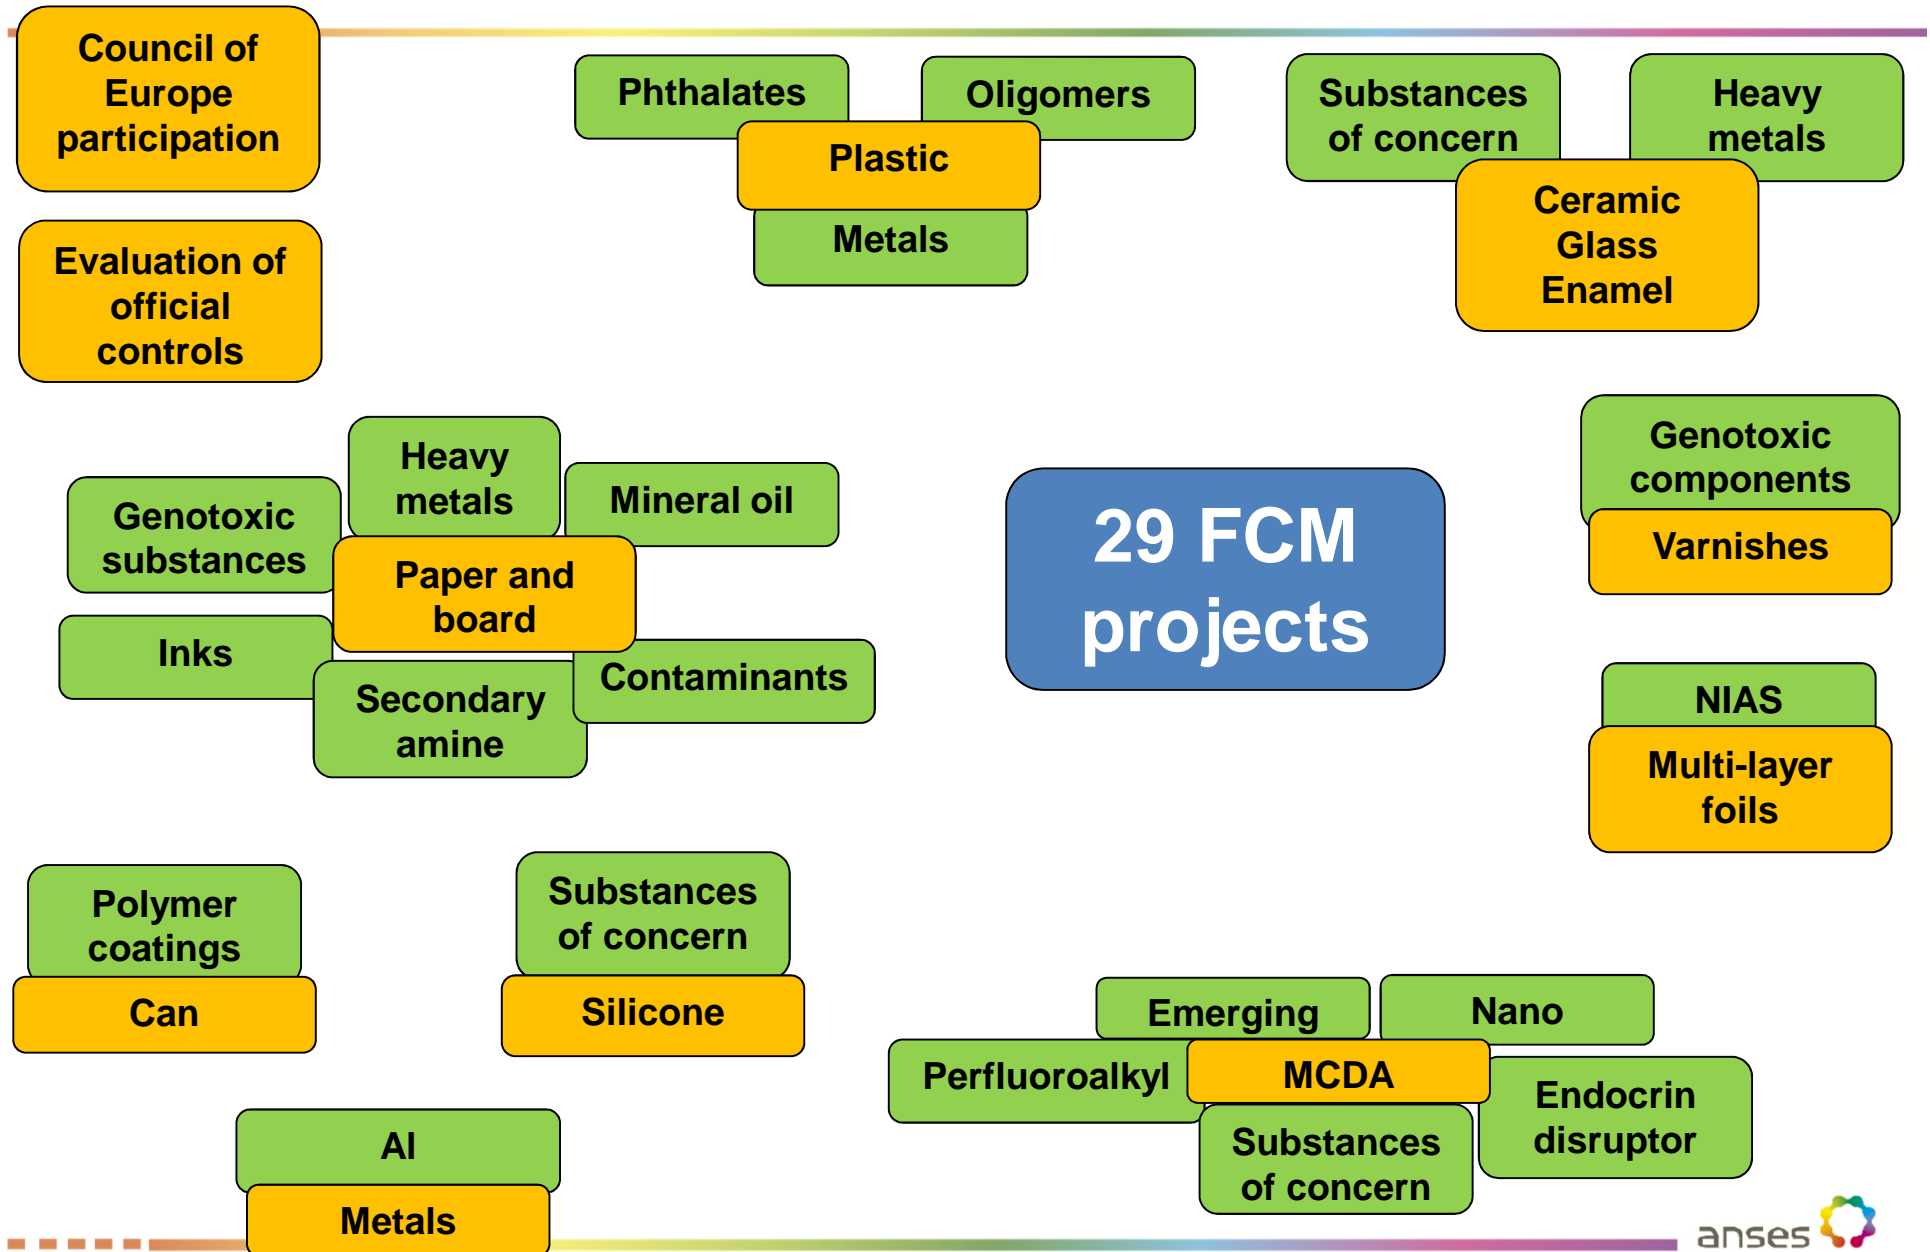 Council of
Europe
participation
Evaluation of
official
controls
Phthalates
Oligomers
Plastic
Metals
Substances
of concern
Heavy
metals
Ceramic
Glass
Enamel
Heavy
metals
Genotoxic
substances
Mineral oil
Paper and
board
Inks
Secondary
amine
Contaminants
29 FCM
projects
Genotoxic
components
Varnishes
NIAS
Multi-layer
foils
Polymer
coatings
Can
Substances
of concern
Silicone
Emerging
Nano
Perfluoroalkyl
MCDA
Endocrin
disruptor
Substances
of concern
Al
Metals
anses